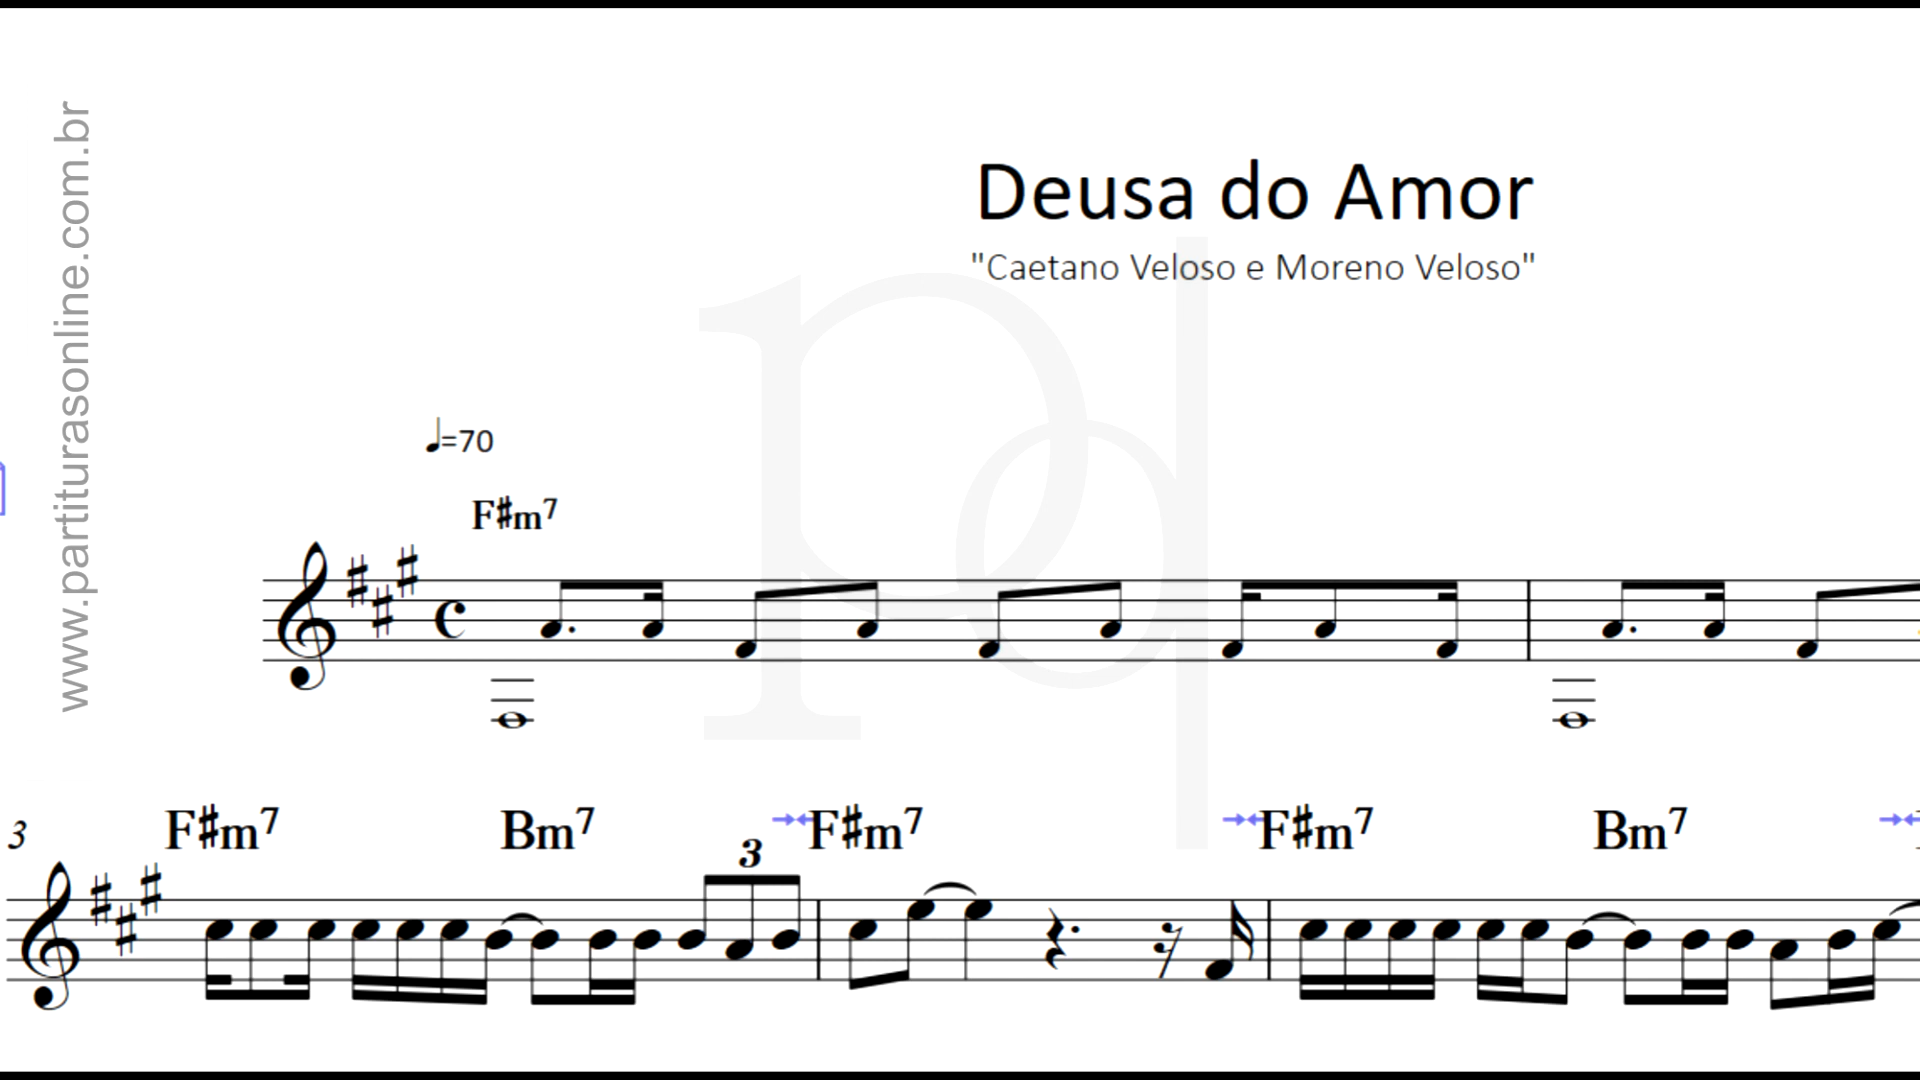 www.partiturasonline.com.br
Deusa do Amor
"Caetano Veloso e Moreno Veloso"
♩=70
F♯m7
3 F♯m7 Bm7 F♯m7 F♯m7 Bm7
3